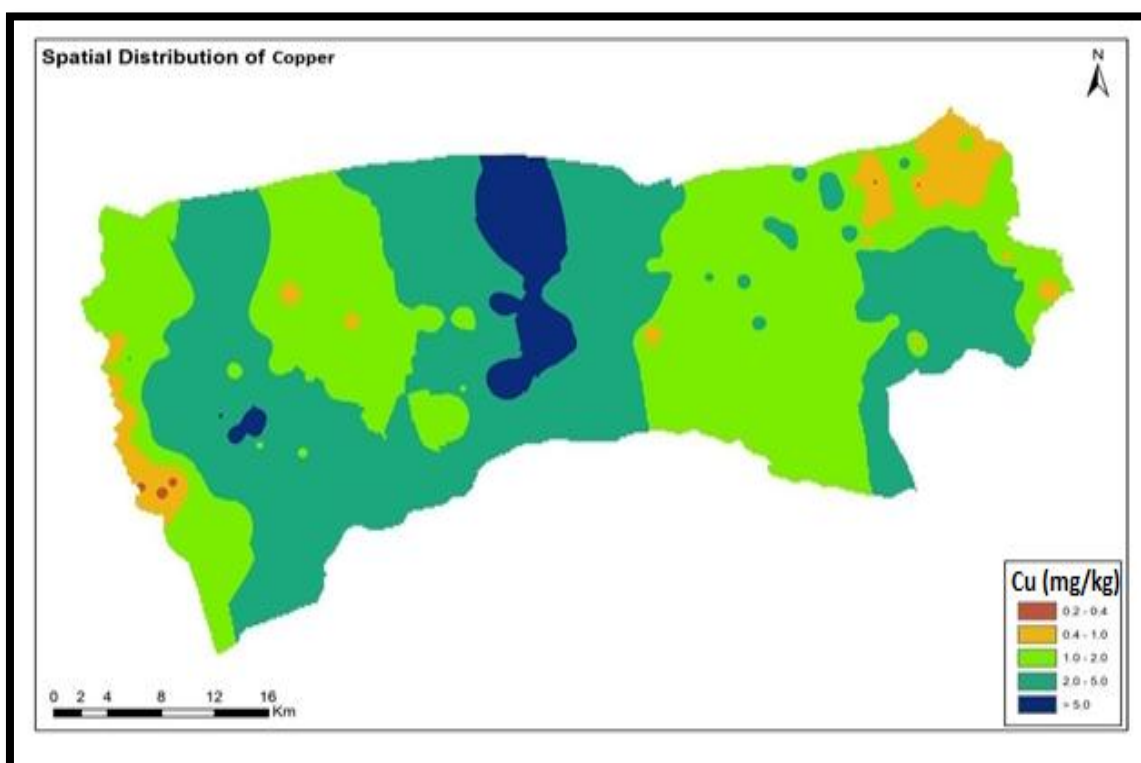 Spatial Distribution of Copper
N
Cu (mg/kg)
0.2 - 0.4
0.4 - 1.0
1.0 - 2.0
2.0 - 5.0
> 5.0
0 2 4 8 12 16
Km